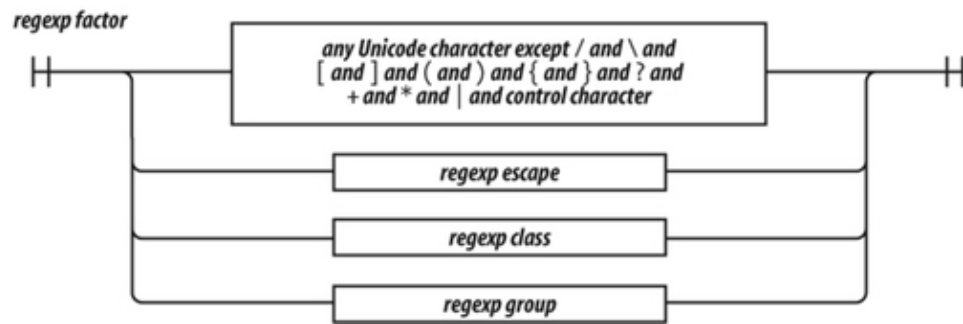 regexp factor
any Unicode character except / and \ and
[ and ] and ( and ) and { and } and ? and
+ and * and | and control character
regexp escape
regexp class
regexp group